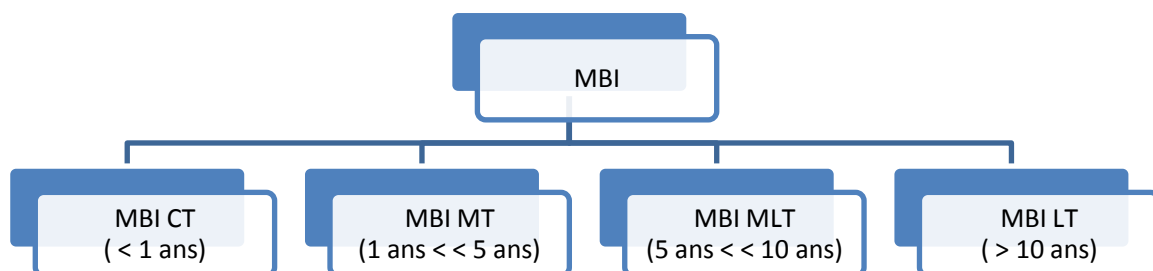 MBI
MBI CT
( < 1 ans)
MBI MT
(1 ans < < 5 ans)
MBI MLT
(5 ans < < 10 ans)
MBI LT
( > 10 ans)